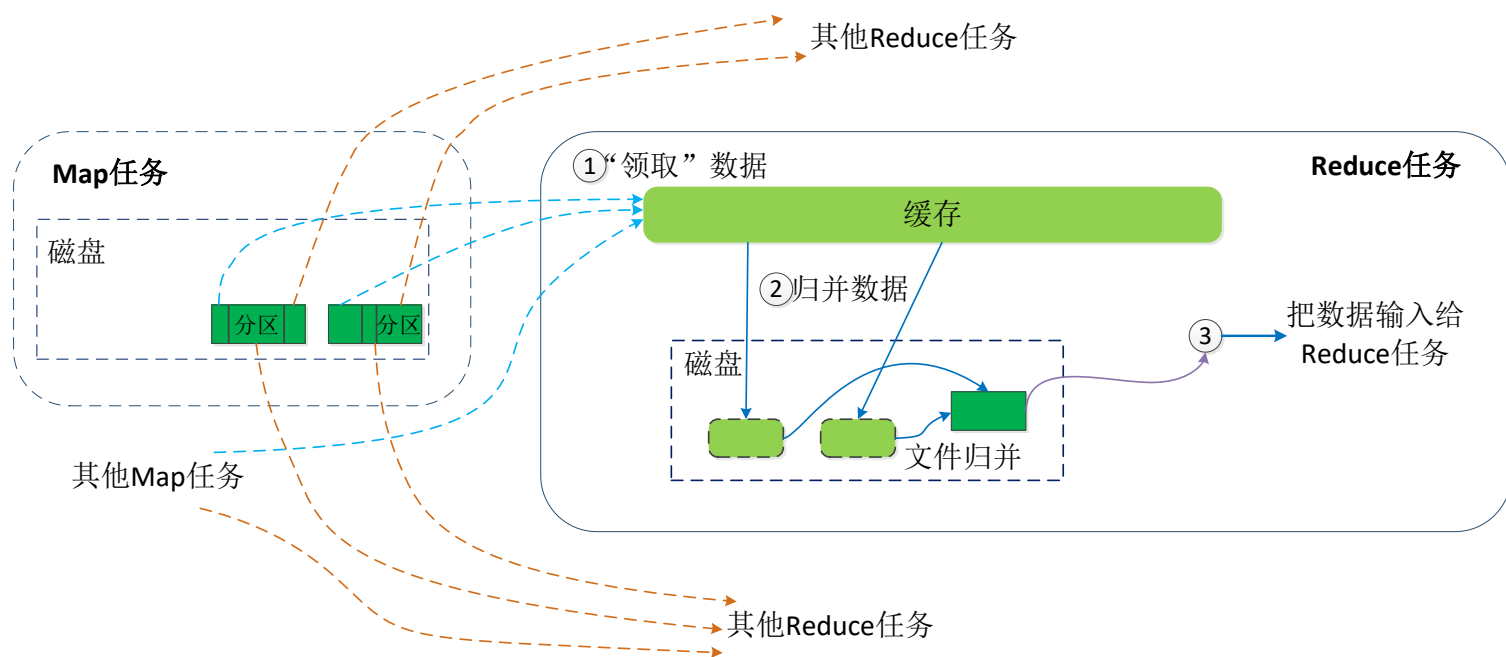 其他Reduce任务
Map任务
①“领取”数据
Reduce任务
缓存
磁盘
②归并数据
分区
分区
③
把数据输入给
Reduce任务
磁盘
文件归并
其他Map任务
其他Reduce任务